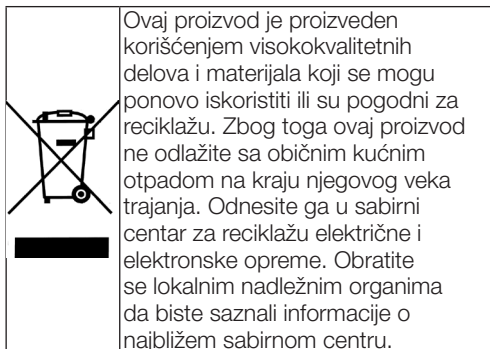 Ovaj proizvod je proizveden
korišćenjem visokokvalitetnih
delova i materijala koji se mogu
ponovo iskoristiti ili su pogodni za
reciklažu. Zbog toga ovaj proizvod
ne odlažite sa običnim kućnim
otpadom na kraju njegovog veka
trajanja. Odnesite ga u sabirni
centar za reciklažu električne i
elektronske opreme. Obratite
se lokalnim nadležnim organima
da biste saznali informacije o
najbližem sabirnom centru.